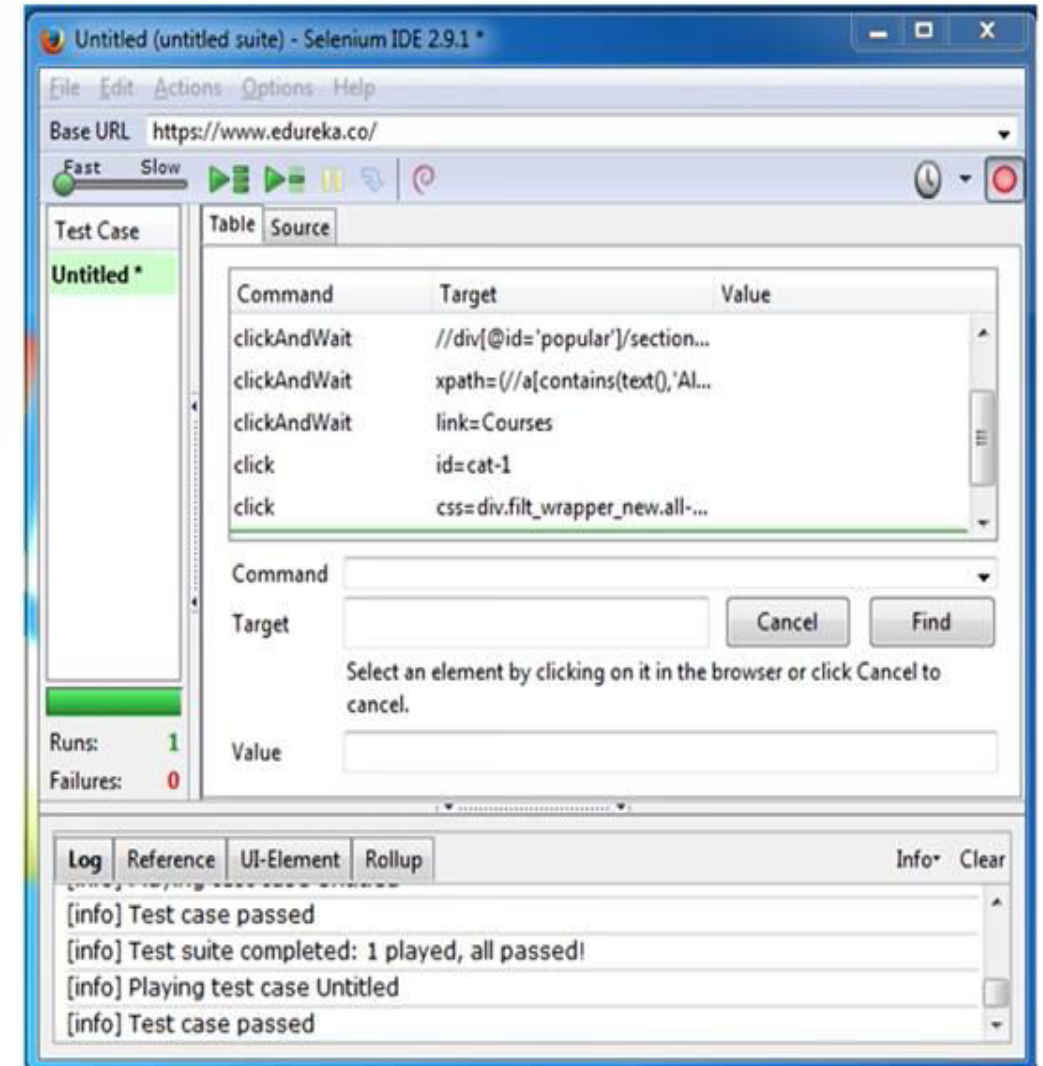 Untitled (untitled suite) - Selenium IDE 2.9.1 *
File Edit Actions Options Help
Base URL https://www.edureka.co/
Fast Slow
Test Case
Untitled *
Runs: 1
Failures: 0
Table Source
Command Target Value
clickAndWait //div[@id='popular']/section...
clickAndWait xpath=(//a[contains(text(),'Al...
clickAndWait link=Courses
click id=cat-1
click css=div.filt_wrapper_new.all-...
Command
Target Cancel Find
Select an element by clicking on it in the browser or click Cancel to
cancel.
Value
Log Reference UI-Element Rollup Info Clear
[info] Playing test case Untitled
[info] Test case passed
[info] Test suite completed: 1 played, all passed!
[info] Playing test case Untitled
[info] Test case passed